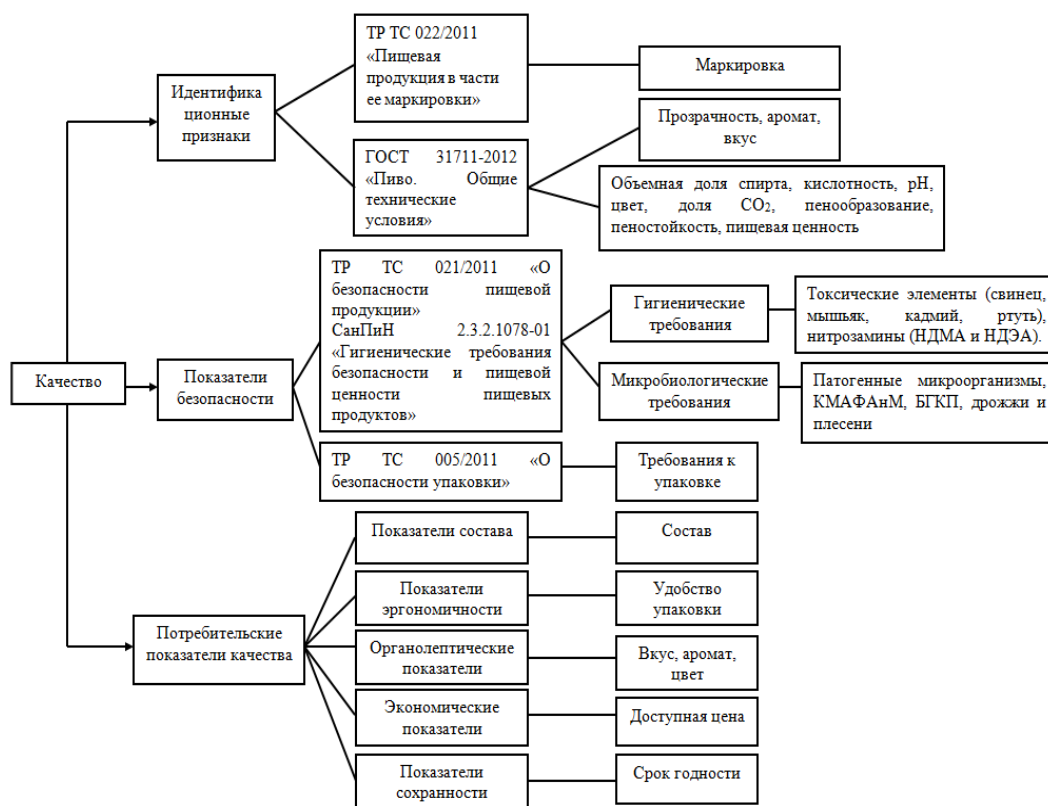 ТР ТС 022/2011
«Пищевая
продукция в части
ее маркировки»
Маркировка
Идентифика
ционные
признаки
Прозрачность, аромат,
вкус
ГОСТ 31711-2012
«Пиво. Общие
технические
условия»
Объемная доля спирта, кислотность, pH,
цвет, доля CO₂, пенообразование,
пеностойкость, пищевая ценность
ТР ТС 021/2011 «О
безопасности пищевой
продукции»
СанПиН 2.3.2.1078-01
«Гигиенические требования
безопасности и пищевой
ценности пищевых
продуктов»
Гигиенические
требования
Токсические элементы (свинец,
мышьяк, кадмий, ртуть),
нитрозамины (НДМА и НДЭА).
Качество
Показатели
безопасности
Микробиологические
требования
Патогенные микроорганизмы,
КМАФАнМ, БГКП, дрожжи и
плесени
ТР ТС 005/2011 «О
безопасности упаковки»
Требования к
упаковке
Показатели состава
Состав
Показатели
эргономичности
Удобство
упаковки
Потребительские
показатели качества
Органолептические
показатели
Вкус, аромат,
цвет
Экономические
показатели
Доступная цена
Показатели
сохранности
Срок годности